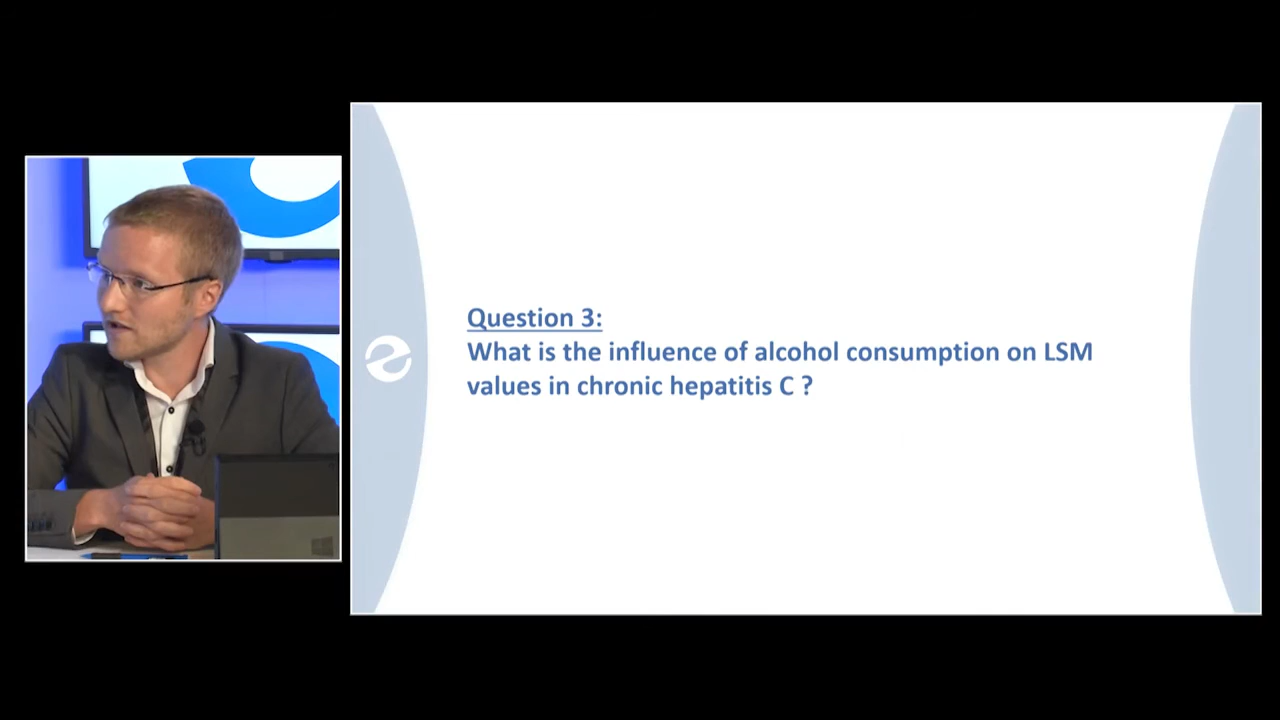 Question 3:
What is the influence of alcohol consumption on LSM
values in chronic hepatitis C ?